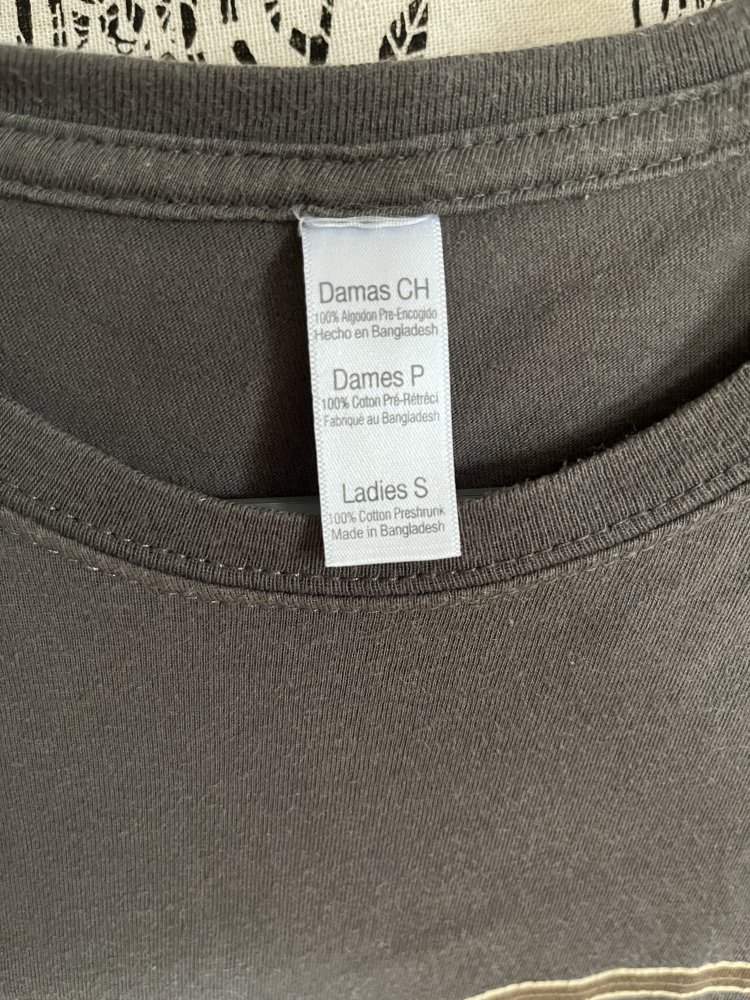 Damas CH
100% Algodon Pre-Encogido
Hecho en Bangladesh
Dames P
100% Coton Pré-Rétréci
Fabriqué au Bangladesh
Ladies S
100% Cotton Preshrunk
Made in Bangladesh